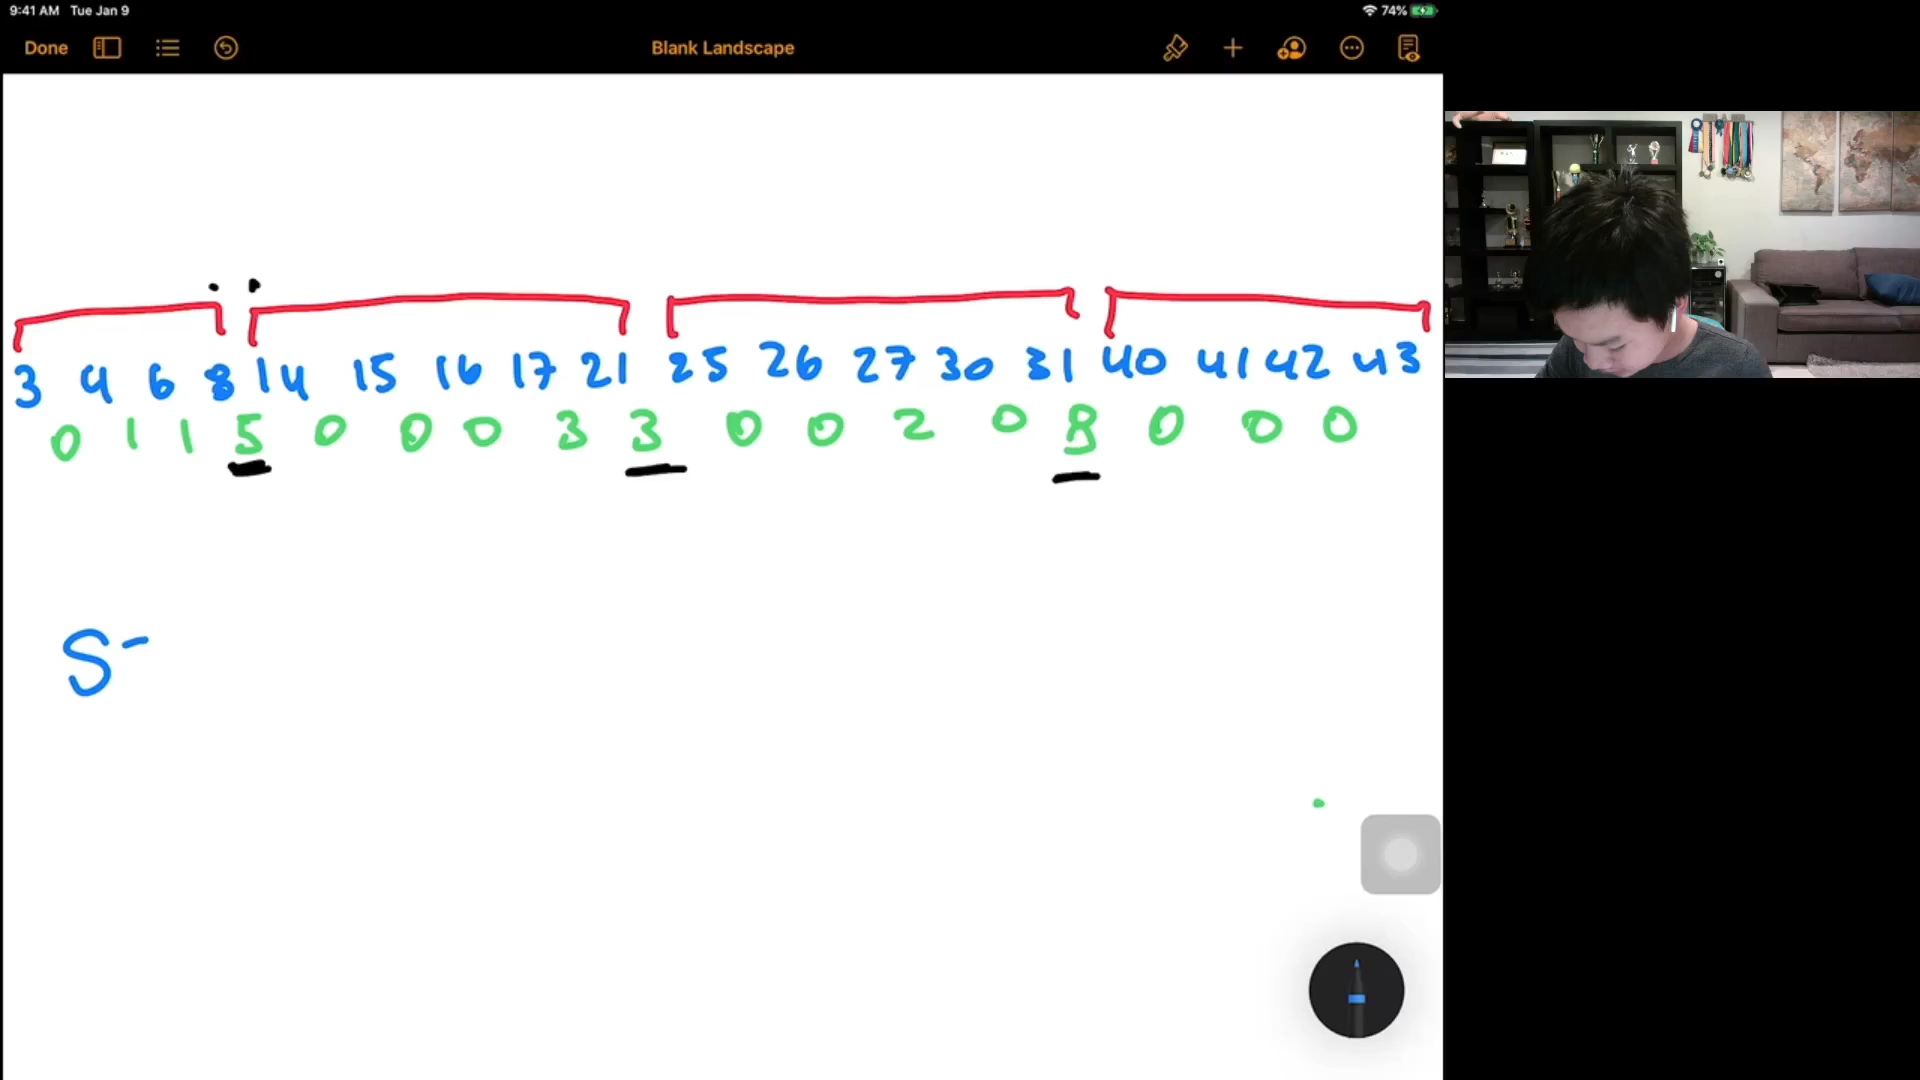 9:41 AM Tue Jan 9
74%
Done
Blank Landscape
3 4 6 8 14 15 16 17 21 25 26 27 30 31 40 41 42 43
0 1 1 5 0 0 0 3 3 0 0 2 0 8 0 0 0
S-